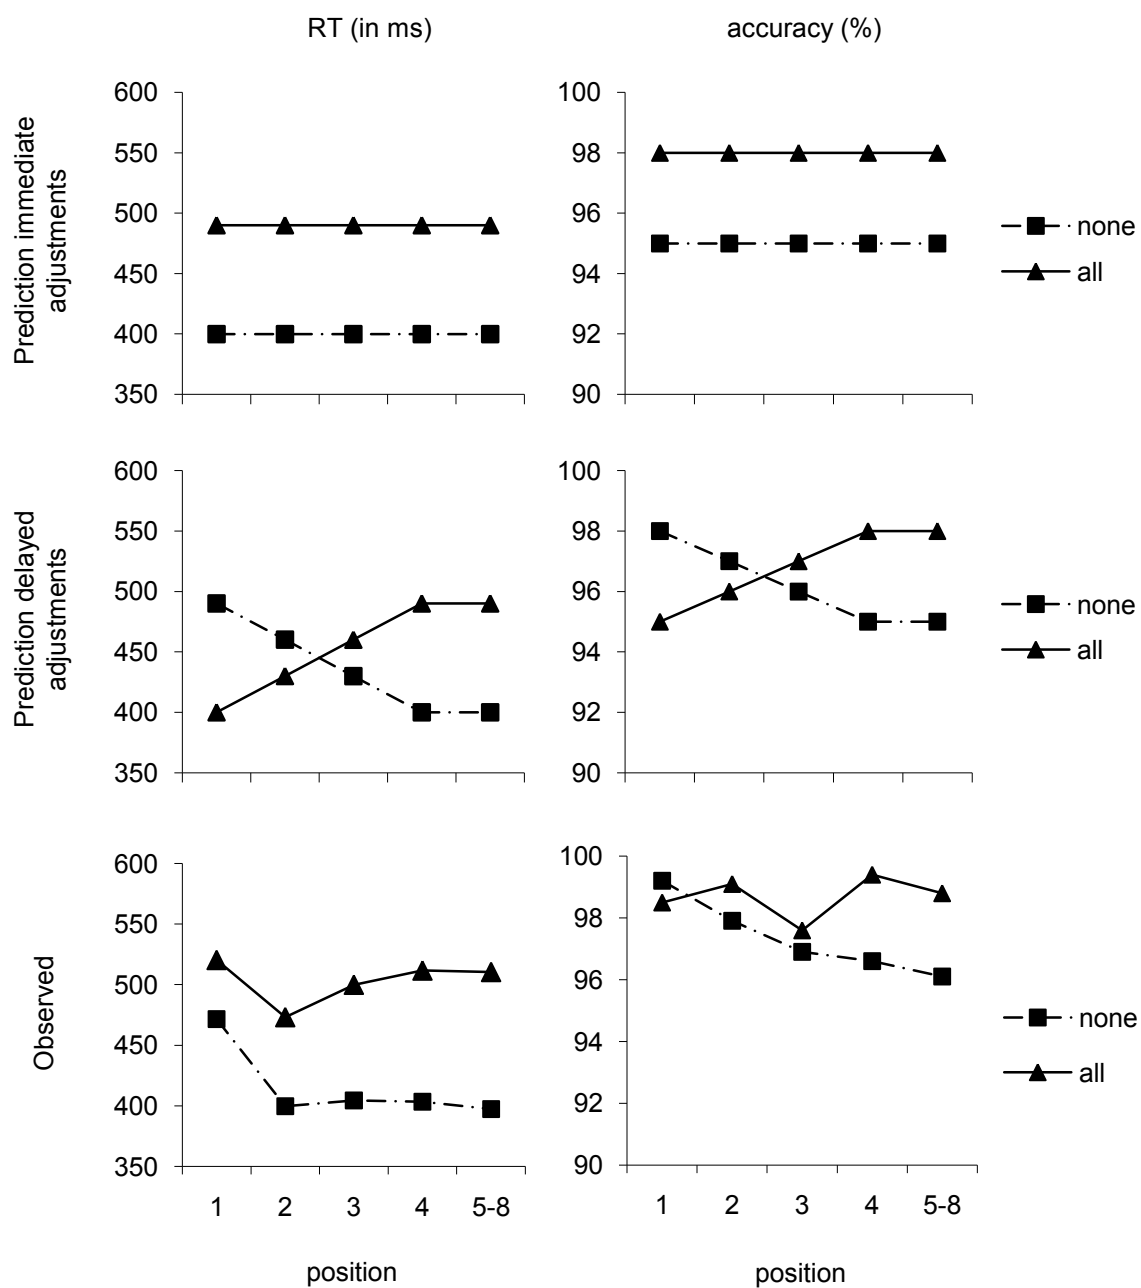 RT (in ms)
accuracy (%)
Prediction immediate
adjustments
600
550
500
450
400
350
100
98
96
94
92
90
none
all
Prediction delayed
adjustments
600
550
500
450
400
350
100
98
96
94
92
90
none
all
Observed
600
550
500
450
400
350
100
98
96
94
92
90
none
all
1 2 3 4 5-8
1 2 3 4 5-8
position
position